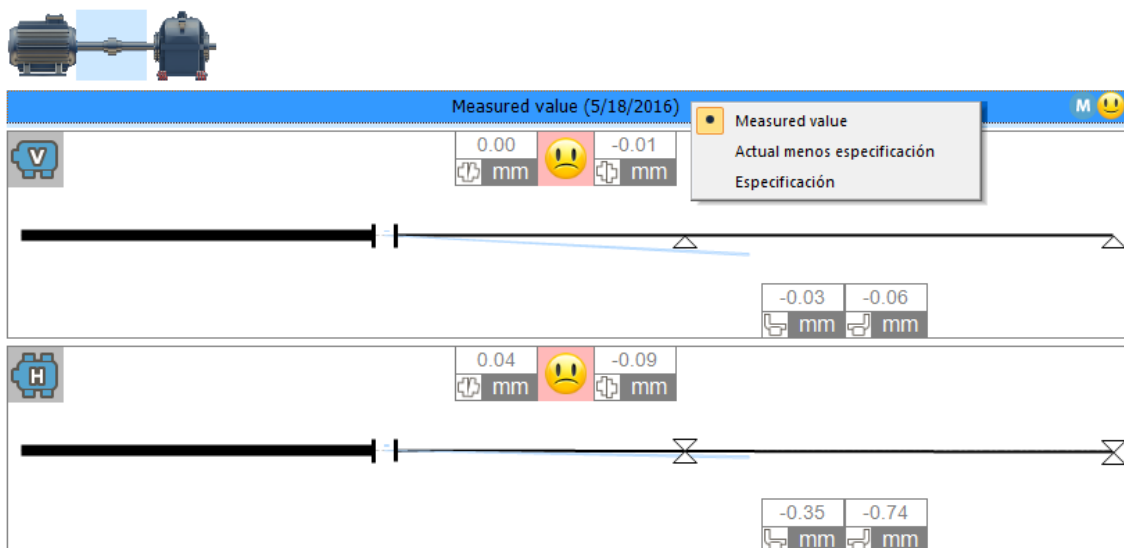 Measured value (5/18/2016)
M
Measured value
Actual menos especificación
Especificación
V
0.00
-0.01
mm
mm
-0.03
-0.06
mm
mm
H
0.04
-0.09
mm
mm
-0.35
-0.74
mm
mm